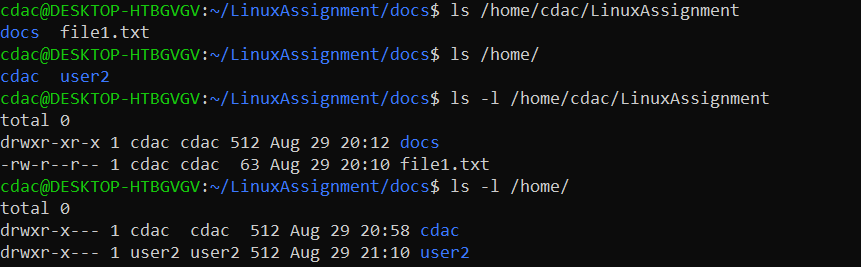 cdac@DESKTOP-HTBGVGV:~/LinuxAssignment/docs$ ls /home/cdac/LinuxAssignment
docs  file1.txt
cdac@DESKTOP-HTBGVGV:~/LinuxAssignment/docs$ ls /home/
cdac  user2
cdac@DESKTOP-HTBGVGV:~/LinuxAssignment/docs$ ls -l /home/cdac/LinuxAssignment
total 0
drwxr-xr-x 1 cdac cdac 512 Aug 29 20:12 docs
-rw-r--r-- 1 cdac cdac  63 Aug 29 20:10 file1.txt
cdac@DESKTOP-HTBGVGV:~/LinuxAssignment/docs$ ls -l /home/
total 0
drwxr-x--- 1 cdac  cdac  512 Aug 29 20:58 cdac
drwxr-x--- 1 user2 user2 512 Aug 29 21:10 user2